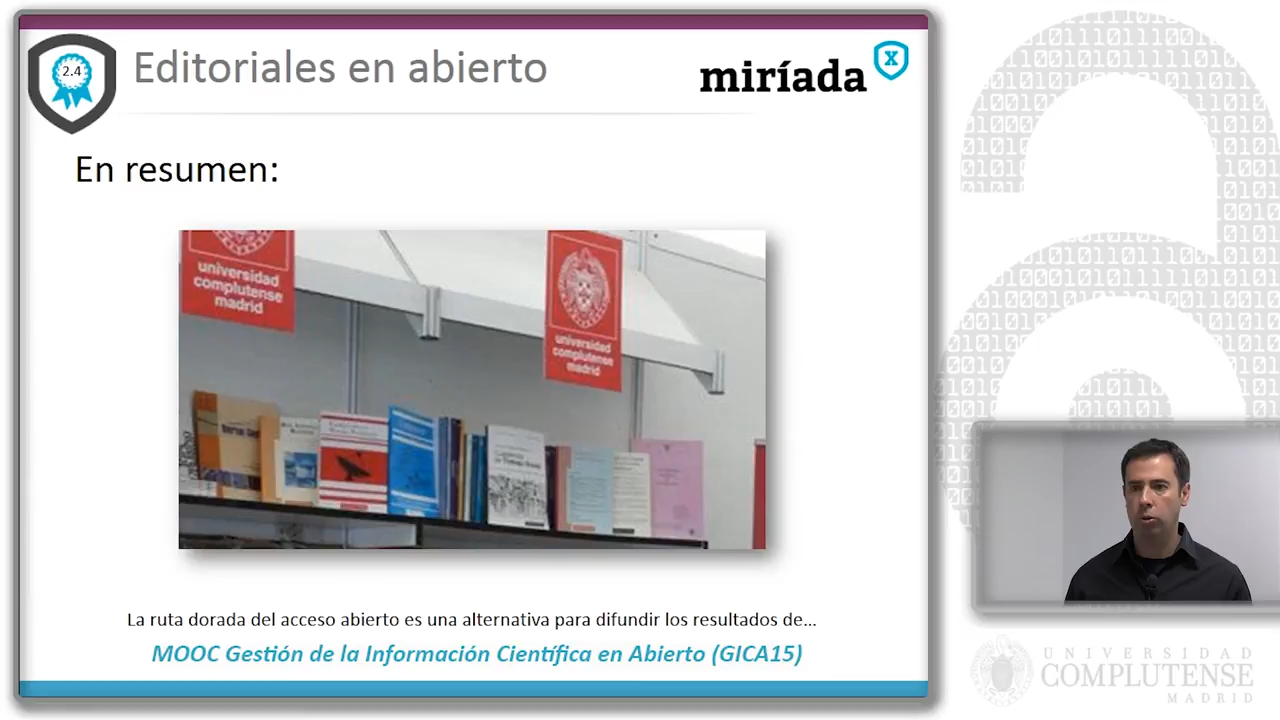 2.4
Editoriales en abierto
miríada
X
En resumen:
universidad
complutense
madrid
universidad
complutense
madrid
La ruta dorada del acceso abierto es una alternativa para difundir los resultados de...
MOOC Gestión de la Información Científica en Abierto (GICA15)
UNIVERSIDAD
COMPLUTENSE
MADRID